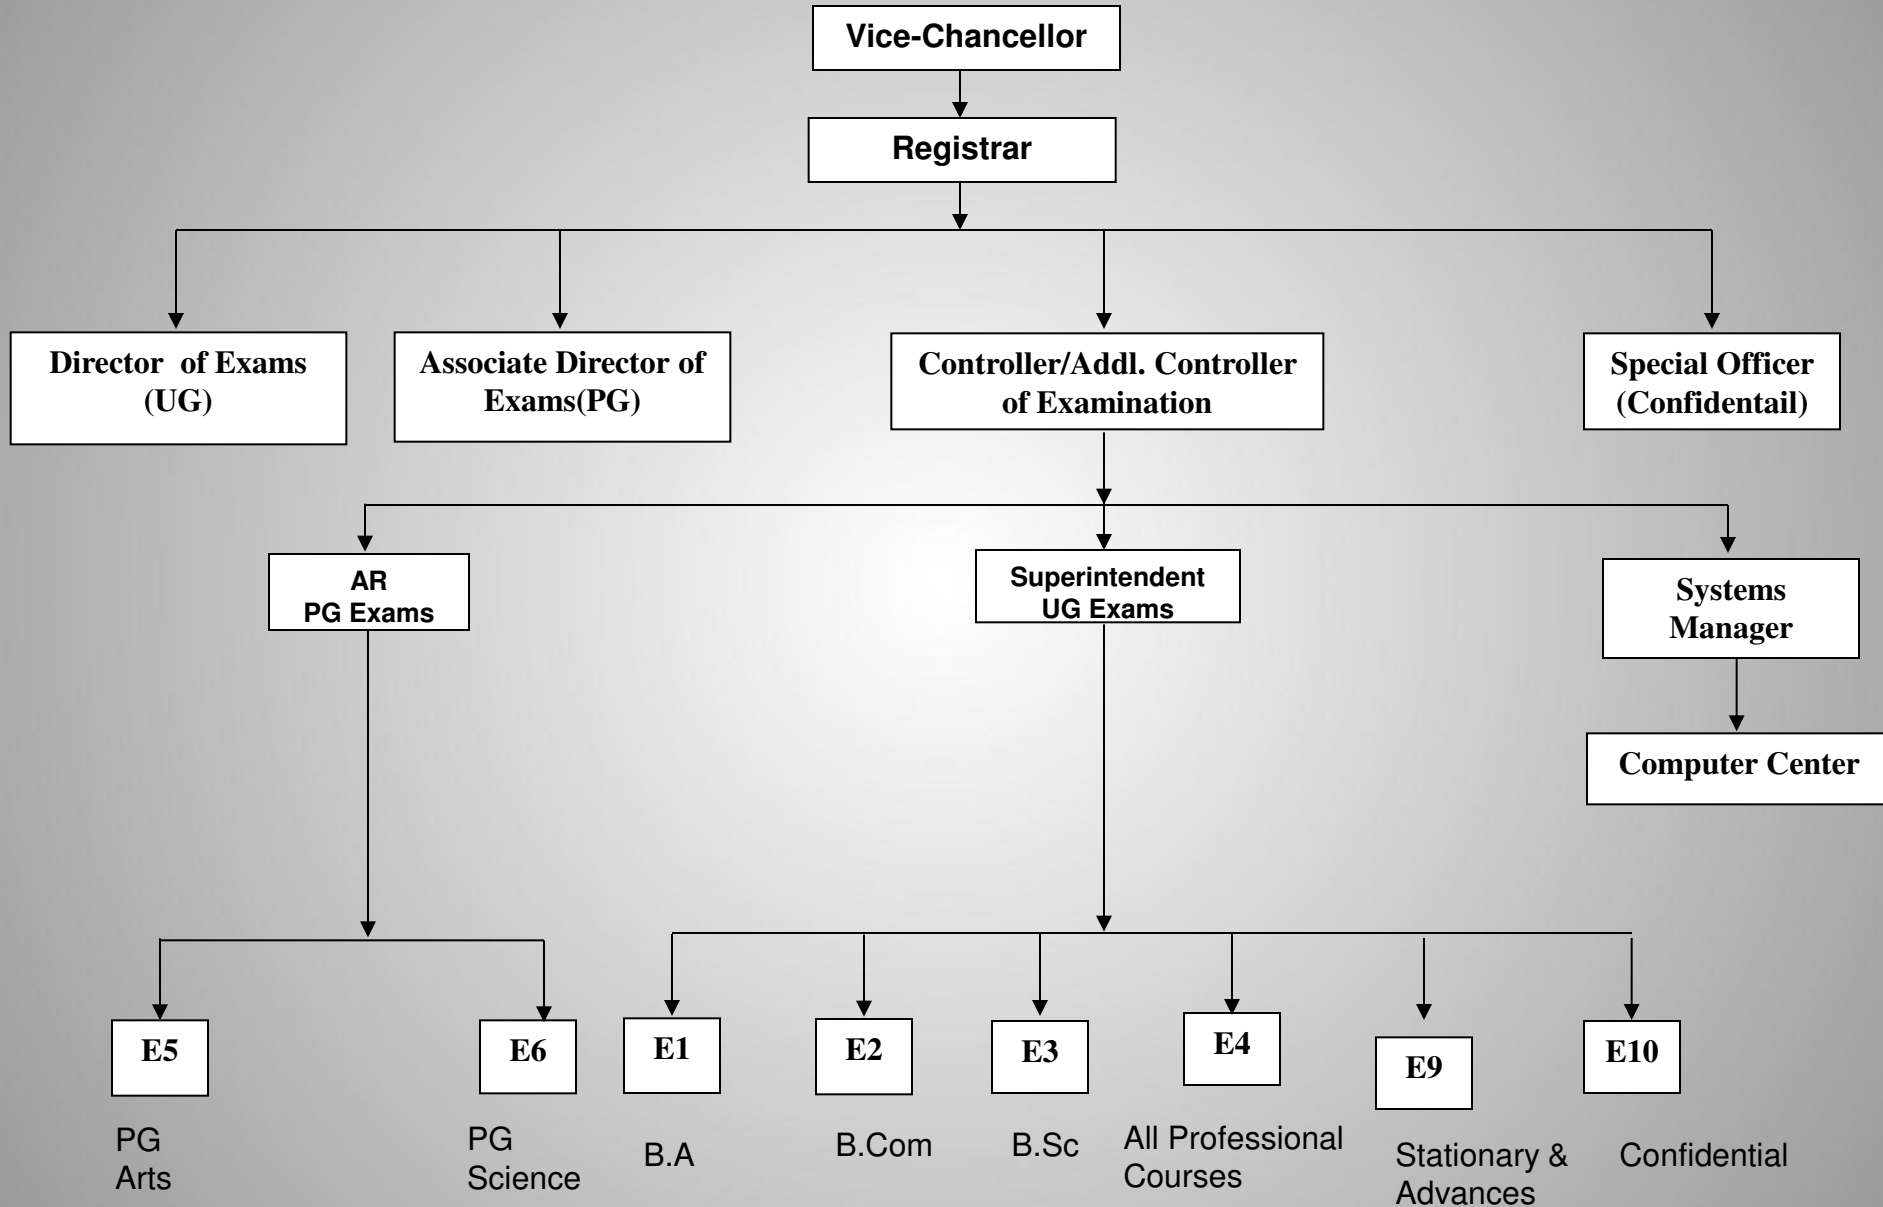 Vice-Chancellor
Registrar
Director of Exams
(UG)
Associate Director of
Exams(PG)
Controller/Addl. Controller
of Examination
Special Officer
(Confidentail)
AR
PG Exams
Superintendent
UG Exams
Systems
Manager
Computer Center
E5
E6
E1
E2
E3
E4
E9
E10
PG
Arts
PG
Science
B.A
B.Com
B.Sc
All Professional
Courses
Stationary &
Advances
Confidential